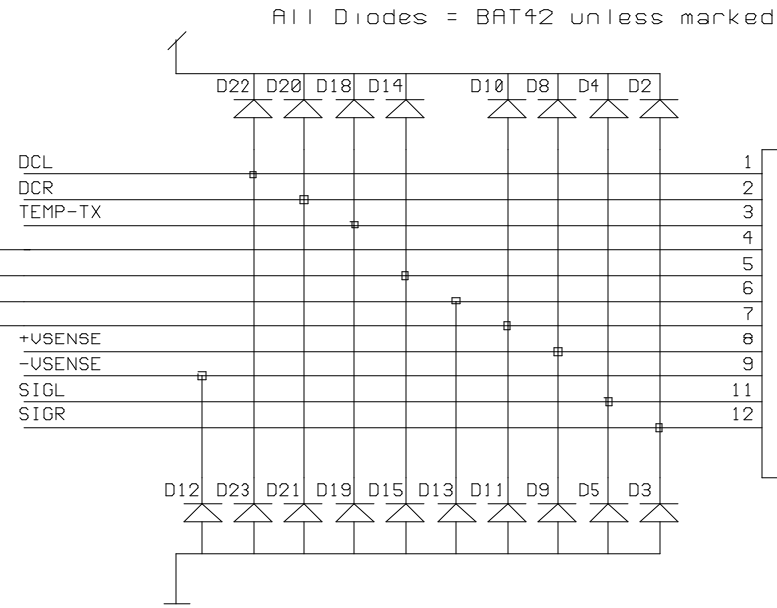 All Diodes = BAT42 unless marked
D22 D20 D18 D14 D10 D8 D4 D2
DCL 1
DCR 2
TEMP-TX 3
4
5
6
7
+VSENSE 8
-VSENSE 9
SIGL 11
SIGR 12
D12 D23 D21 D19 D15 D13 D11 D9 D5 D3